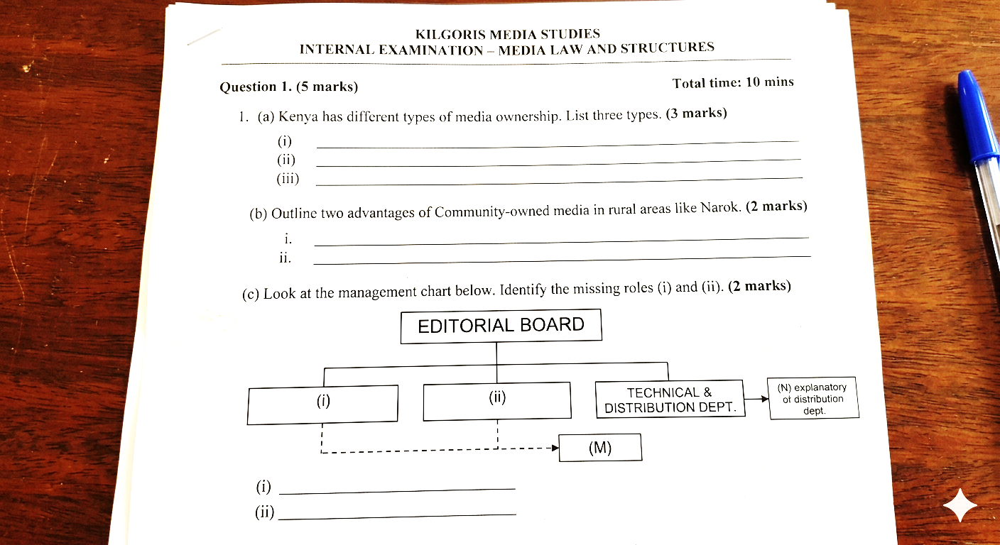 KILGORIS MEDIA STUDIES
INTERNAL EXAMINATION – MEDIA LAW AND STRUCTURES
Question 1. (5 marks)
Total time: 10 mins
1. (a) Kenya has different types of media ownership. List three types. (3 marks)
(i)
(ii)
(iii)
(b) Outline two advantages of Community-owned media in rural areas like Narok. (2 marks)
i.
ii.
(c) Look at the management chart below. Identify the missing roles (i) and (ii). (2 marks)
EDITORIAL BOARD
(i)
(ii)
TECHNICAL &
DISTRIBUTION DEPT.
(N) explanatory
of distribution
dept.
(M)
(i)
(ii)